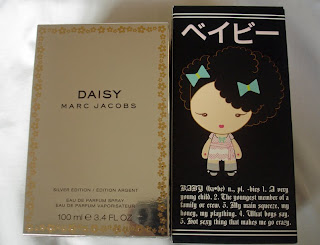 DAISY
MARC JACOBS
SILVER EDITION / EDITION ARGENT
EAU DE PARFUM SPRAY
EAU DE PARFUM VAPORISATEUR
100 ml ℮ 3.4 FL.OZ
ベイビー
BABY \'ba-bē\ n., pl. -bies 1. A very
young child. 2. The youngest member of a
family or crew. 3. My main squeeze, my
honey, my plaything. 4. What boys say.
5. Hot sexy thing that makes me go crazy.